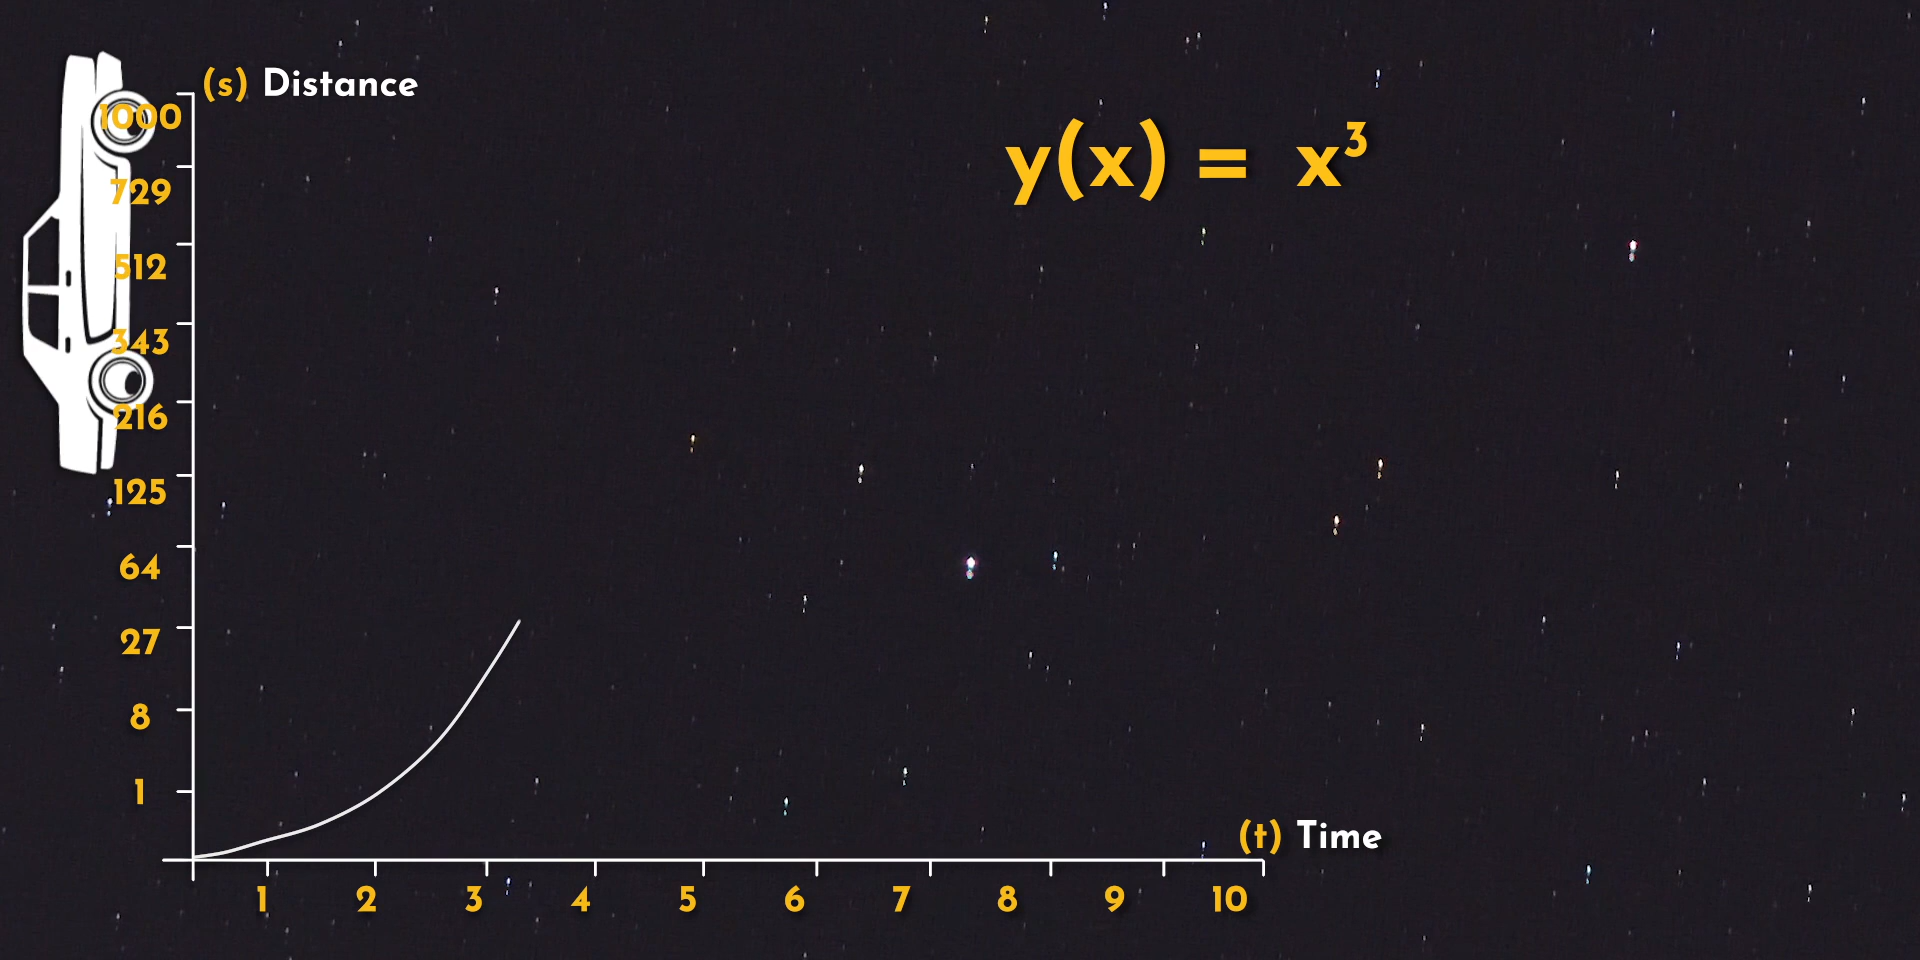 (s) Distance
y(x) = x³
1000
729
512
343
216
125
64
27
8
1
(t) Time
1 2 3 4 5 6 7 8 9 10